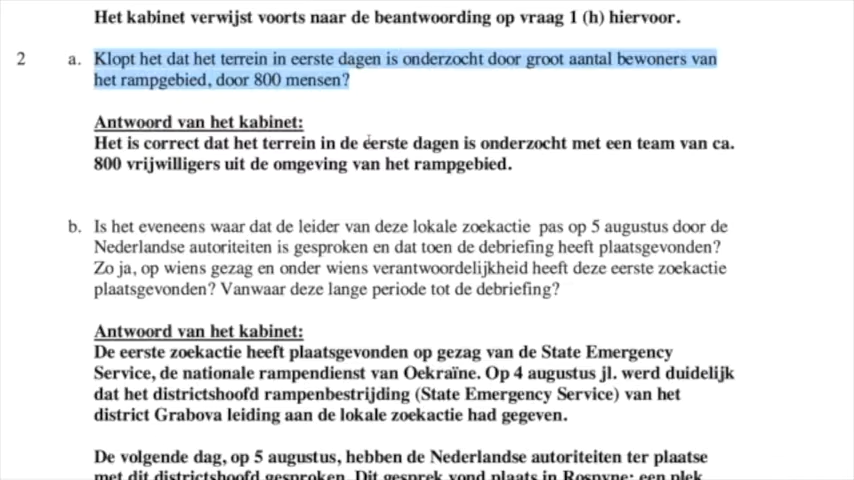 Het kabinet verwijst voorts naar de beantwoording op vraag 1 (h) hiervoor.
2 a. Klopt het dat het terrein in eerste dagen is onderzocht door groot aantal bewoners van
het rampgebied, door 800 mensen?
Antwoord van het kabinet:
Het is correct dat het terrein in de eerste dagen is onderzocht met een team van ca.
800 vrijwilligers uit de omgeving van het rampgebied.
b. Is het eveneens waar dat de leider van deze lokale zoekactie pas op 5 augustus door de
Nederlandse autoriteiten is gesproken en dat toen de debriefing heeft plaatsgevonden?
Zo ja, op wiens gezag en onder wiens verantwoordelijkheid heeft deze eerste zoekactie
plaatsgevonden? Vanwaar deze lange periode tot de debriefing?
Antwoord van het kabinet:
De eerste zoekactie heeft plaatsgevonden op gezag van de State Emergency
Service, de nationale rampendienst van Oekraïne. Op 4 augustus jl. werd duidelijk
dat het districtshoofd rampenbestrijding (State Emergency Service) van het
district Grabova leiding aan de lokale zoekactie had gegeven.
De volgende dag, op 5 augustus, hebben de Nederlandse autoriteiten ter plaatse
met dit districtshoofd gesproken. Dit gesprek vond plaats in Rospyne: een plek